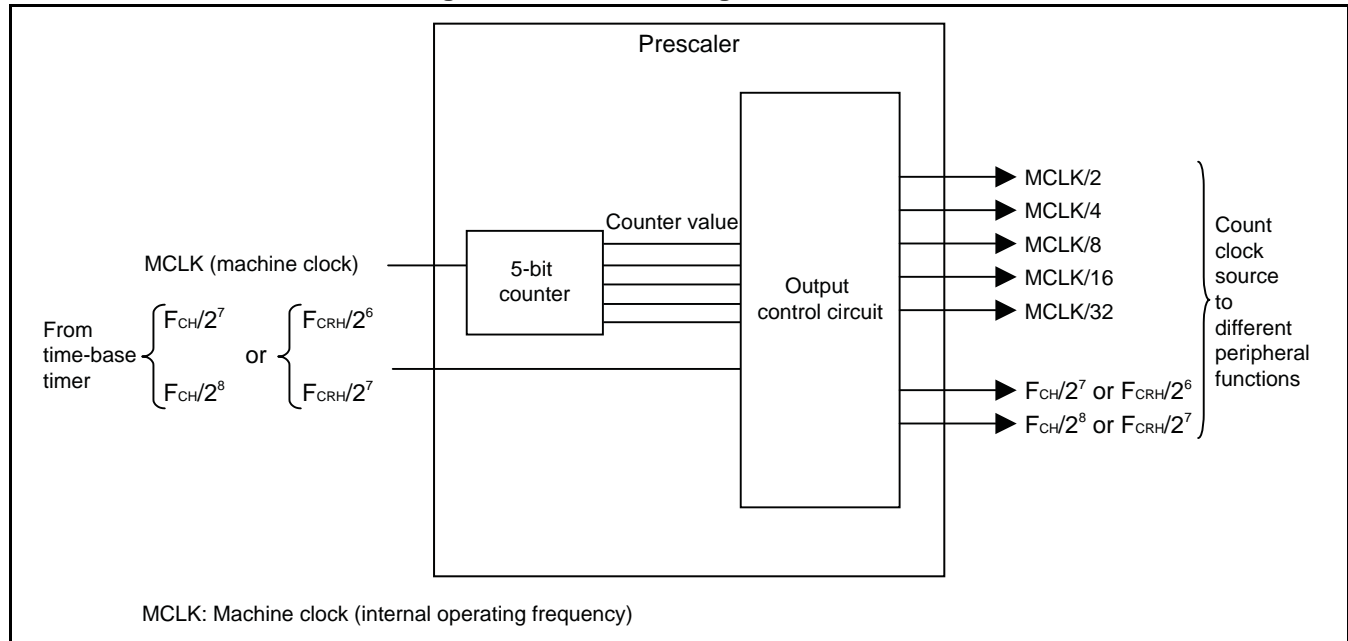 Prescaler
MCLK/2
MCLK/4
Counter value
MCLK/8
MCLK (machine clock)
5-bit
counter
MCLK/16
Output
control circuit
MCLK/32
Count
clock
source
to
different
peripheral
functions
From
time-base
timer
FCH/2⁷
FCH/2⁸
or
FCRH/2⁶
FCRH/2⁷
FCH/2⁷ or FCRH/2⁶
FCH/2⁸ or FCRH/2⁷
MCLK: Machine clock (internal operating frequency)